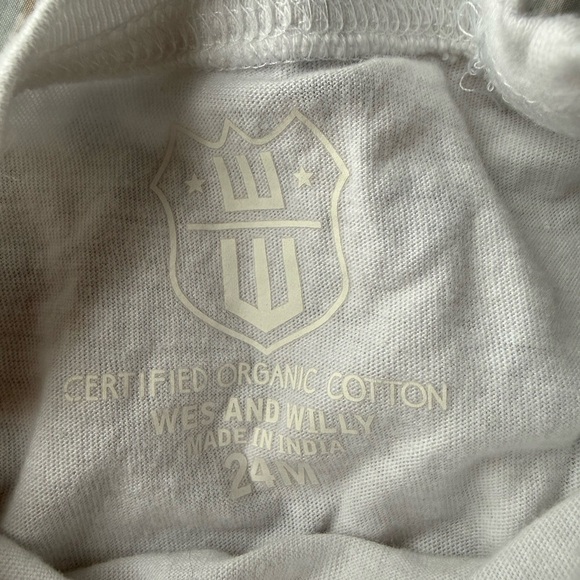 W
W
CERTIFIED ORGANIC COTTON
WES AND WILLY
MADE IN INDIA
24M